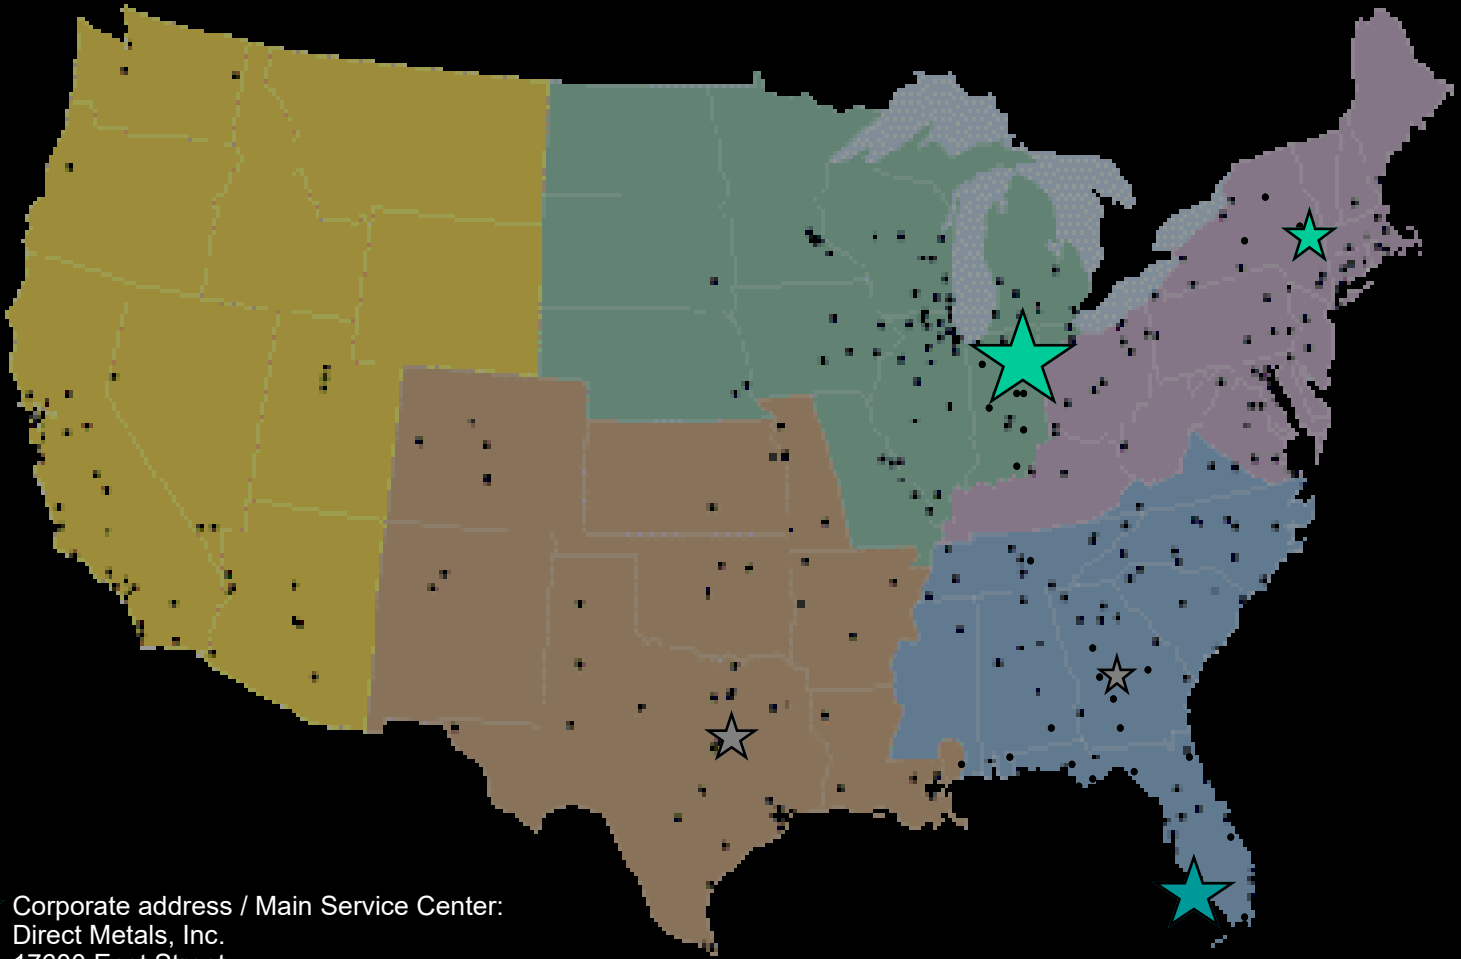 Corporate address / Main Service Center:
Direct Metals, Inc.